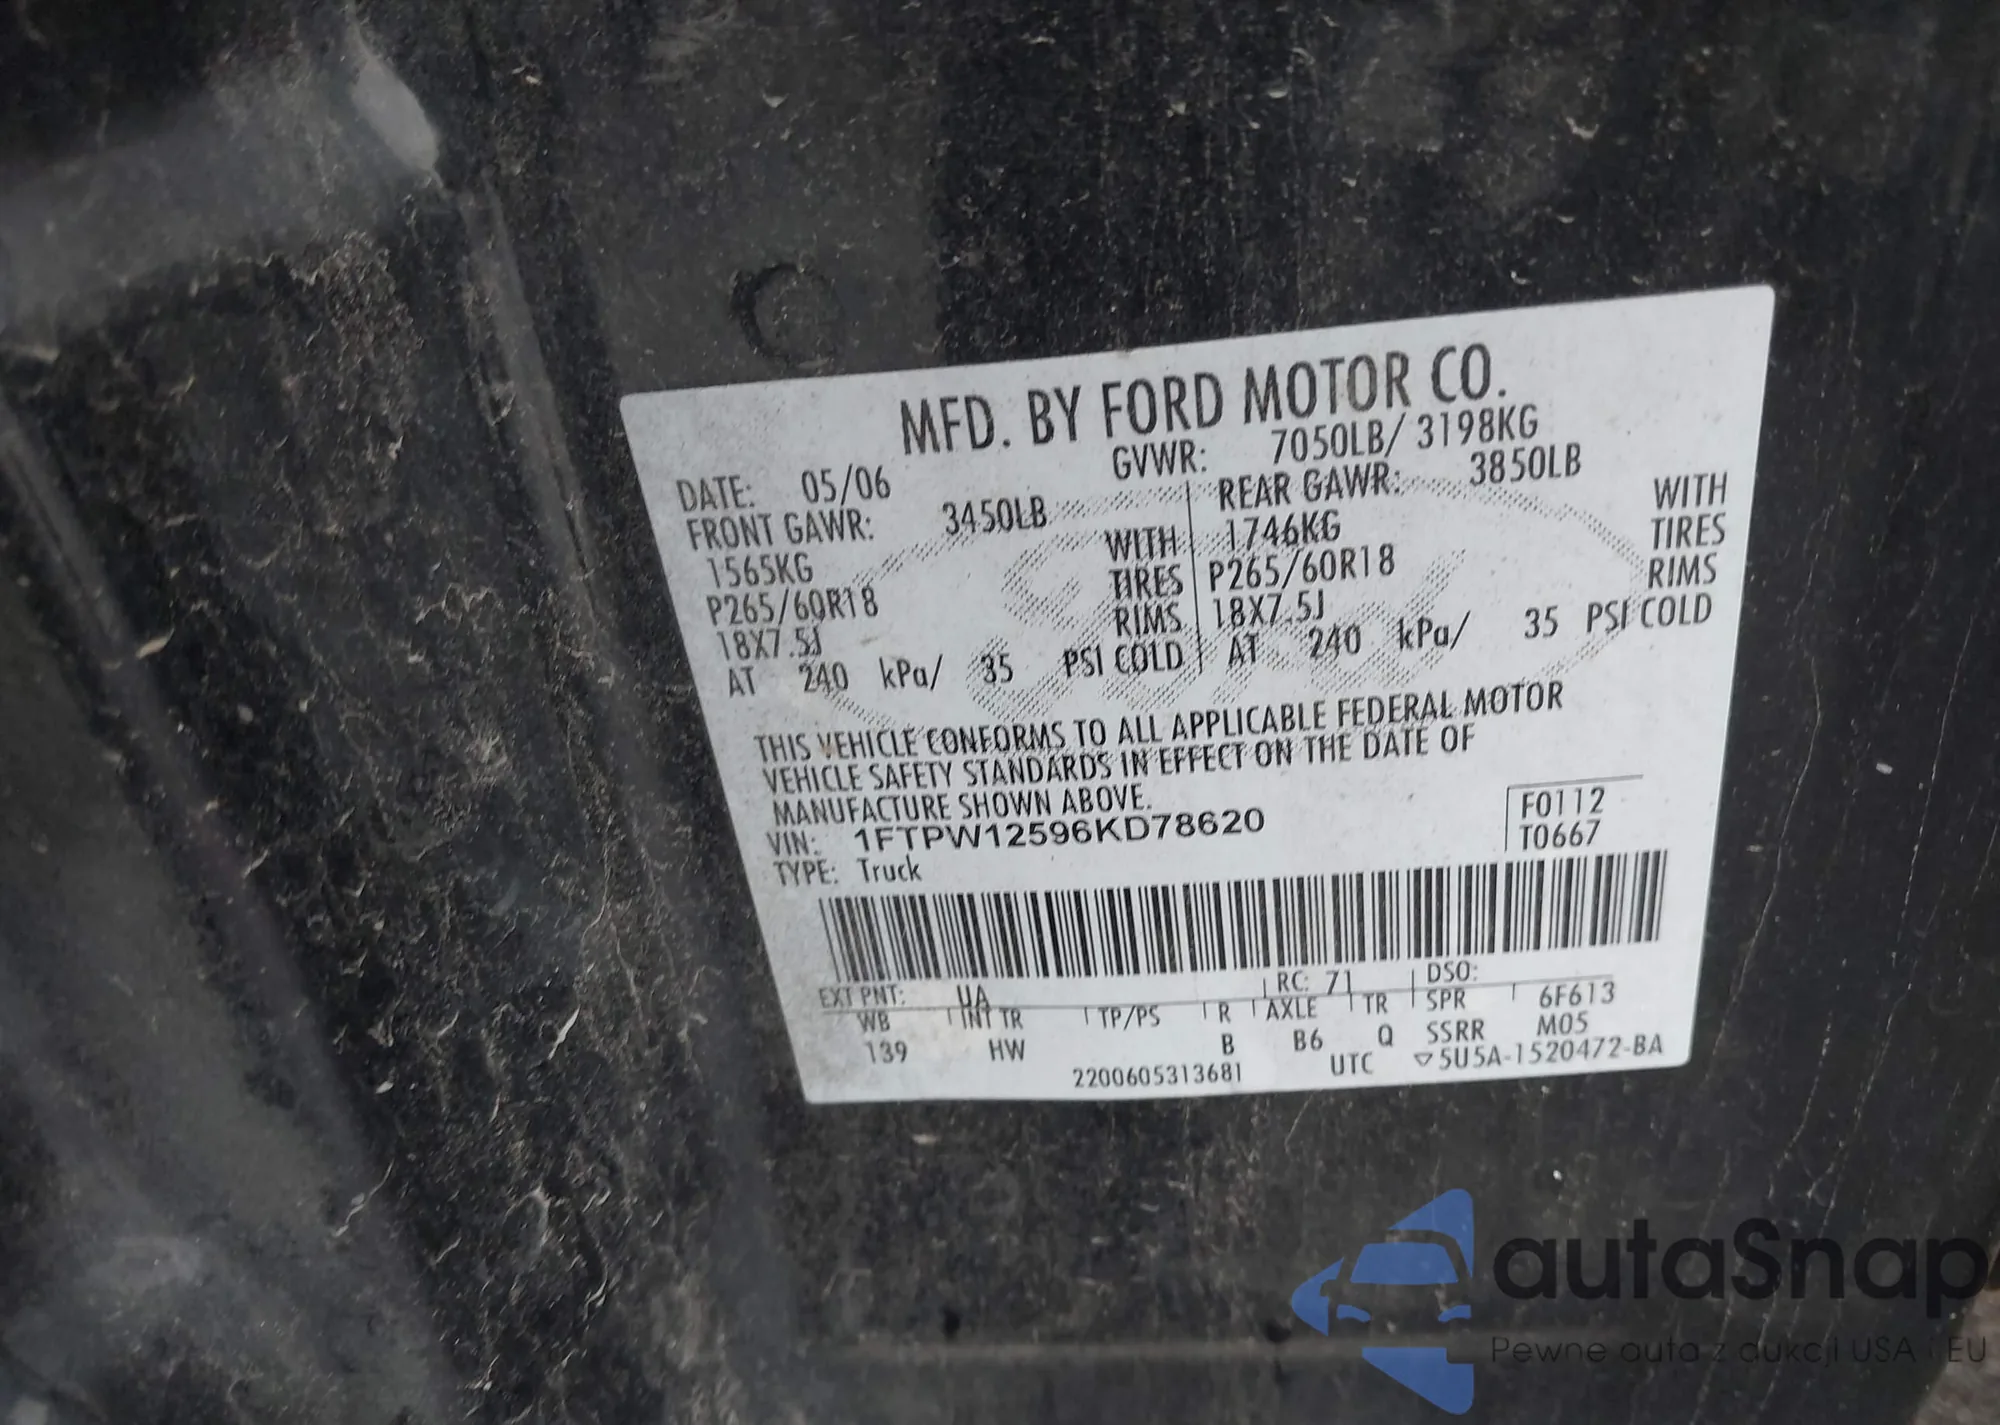 MFD. BY FORD MOTOR CO.
DATE: 05/06 GVWR: 7050LB/ 3198KG
FRONT GAWR: 3450LB REAR GAWR: 3850LB
1565KG WITH 1746KG WITH
P265/60R18 TIRES P265/60R18 TIRES
18X7.5J RIMS 18X7.5J RIMS
AT 240 kPa/ 35 PSI COLD AT 240 kPa/ 35 PSI COLD
THIS VEHICLE CONFORMS TO ALL APPLICABLE FEDERAL MOTOR
VEHICLE SAFETY STANDARDS IN EFFECT ON THE DATE OF
MANUFACTURE SHOWN ABOVE.
VIN: 1FTPW12596KD78620 F0112
TYPE: Truck T0667
EXT PNT: UA RC: 71 DSO:
WB INT TR TP/PS R AXLE TR SPR 6F613
139 HW B B6 Q SSRR M05
2200605313681 UTC ▽5U5A-1520472-BA
autaSnap
Pewne auta z aukcji USA i EU